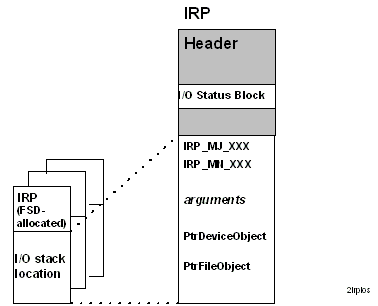 IRP
Header
I/O Status Block
IRP_MJ_XXX
IRP_MN_XXX
arguments
PtrDeviceObject
PtrFileObject
IRP
(FSD-
allocated)
I/O stack
location
2irplos